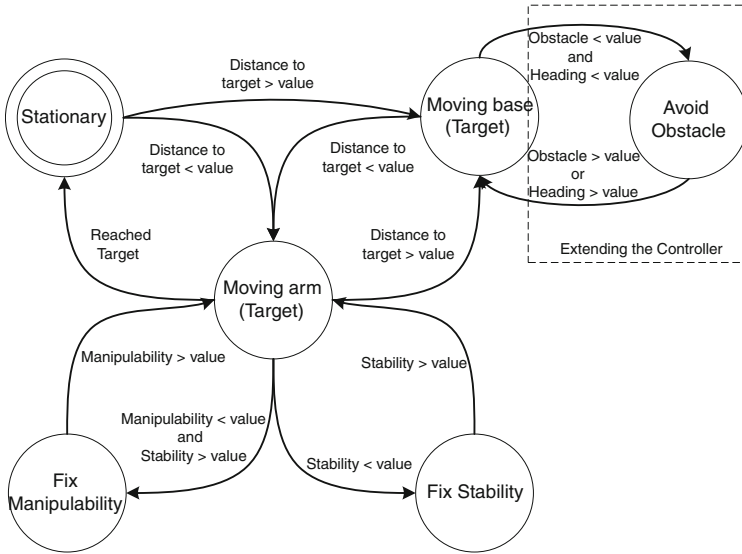 Obstacle < value
and
Heading < value
Distance to
target > value
Stationary
Moving base
(Target)
Avoid
Obstacle
Distance to
target < value
Distance to
target < value
Obstacle > value
or
Heading > value
Reached
Target
Distance to
target > value
Extending the Controller
Moving arm
(Target)
Manipulability > value
Stability > value
Manipulability < value
and
Stability > value
Stability < value
Fix
Manipulability
Fix Stability